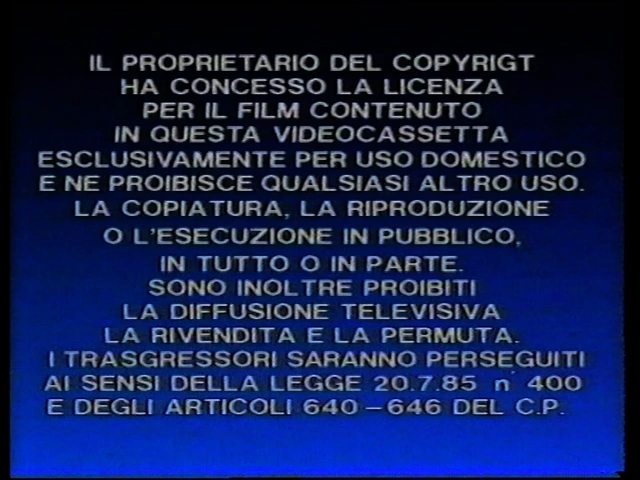 IL PROPRIETARIO DEL COPYRIGT
HA CONCESSO LA LICENZA
PER IL FILM CONTENUTO
IN QUESTA VIDEOCASSETTA
ESCLUSIVAMENTE PER USO DOMESTICO
E NE PROIBISCE QUALSIASI ALTRO USO.
LA COPIATURA, LA RIPRODUZIONE
O L'ESECUZIONE IN PUBBLICO,
IN TUTTO O IN PARTE.
SONO INOLTRE PROIBITI
LA DIFFUSIONE TELEVISIVA
LA RIVENDITA E LA PERMUTA.
I TRASGRESSORI SARANNO PERSEGUITI
AI SENSI DELLA LEGGE 20.7.85 n° 400
E DEGLI ARTICOLI 640 – 646 DEL C.P.